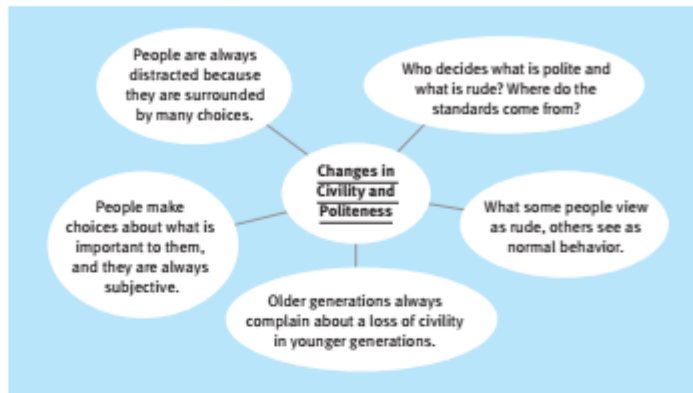 People are always
distracted because
they are surrounded
by many choices.
Who decides what is polite and
what is rude? Where do the
standards come from?
Changes in
Civility and
Politeness
People make
choices about what is
important to them,
and they are always
subjective.
What some people view
as rude, others see as
normal behavior.
Older generations always
complain about a loss of civility
in younger generations.